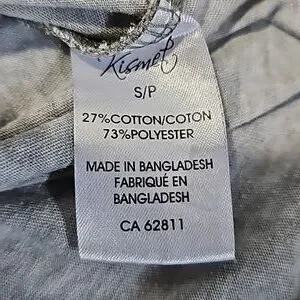 Kismet
S/P
27%COTTON/COTON
73%POLYESTER
MADE IN BANGLADESH
FABRIQUÉ EN
BANGLADESH
CA 62811